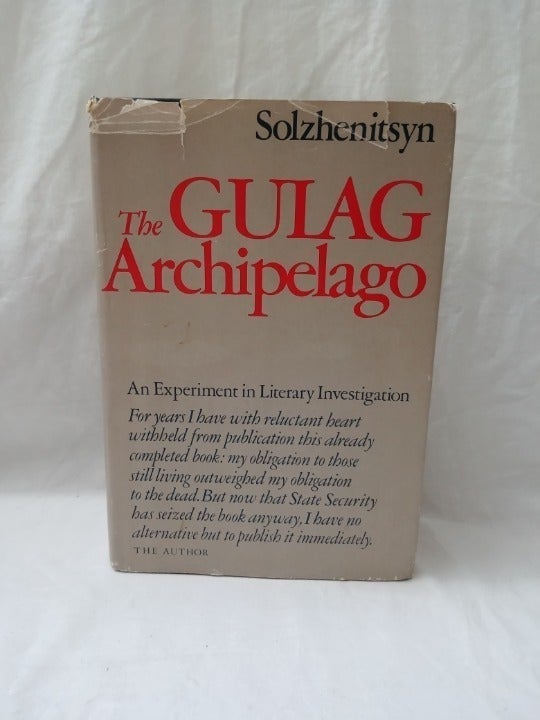 Solzhenitsyn
The GULAG
Archipelago
An Experiment in Literary Investigation
For years I have with reluctant heart
withheld from publication this already
completed book: my obligation to those
still living outweighed my obligation
to the dead. But now that State Security
has seized the book anyway, I have no
alternative but to publish it immediately.
THE AUTHOR